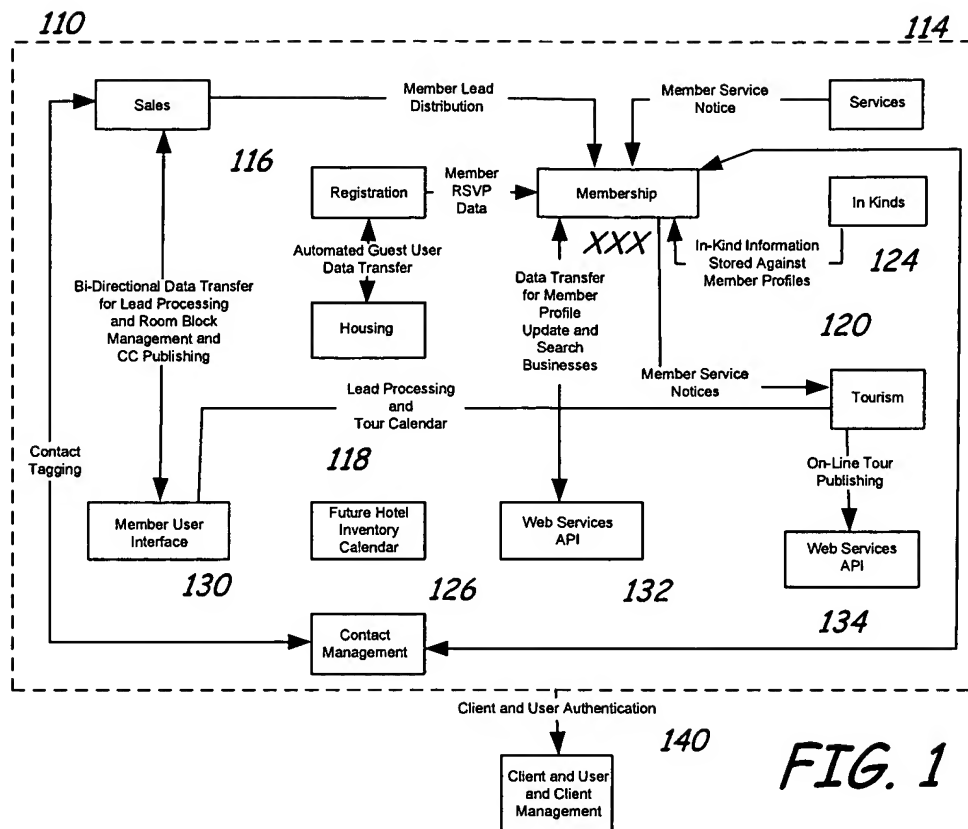 110
114
Sales
Member Lead
Distribution
Member Service
Notice
Services
116
Registration
Member
RSVP
Data
Membership
In Kinds
XXX
124
Automated Guest User
Data Transfer
In-Kind Information
Stored Against
Member Profiles
Bi-Directional Data Transfer
for Lead Processing
and Room Block
Management and
CC Publishing
Housing
Data Transfer
for Member
Profile
Update and
Search
Businesses
120
Member Service
Notices
Tourism
Lead Processing
and
Tour Calendar
Contact
Tagging
118
On-Line Tour
Publishing
Member User
Interface
Future Hotel
Inventory
Calendar
Web Services
API
Web Services
API
130
126
132
134
Contact
Management
Client and User Authentication
140
Client and User
and Client
Management
FIG. 1